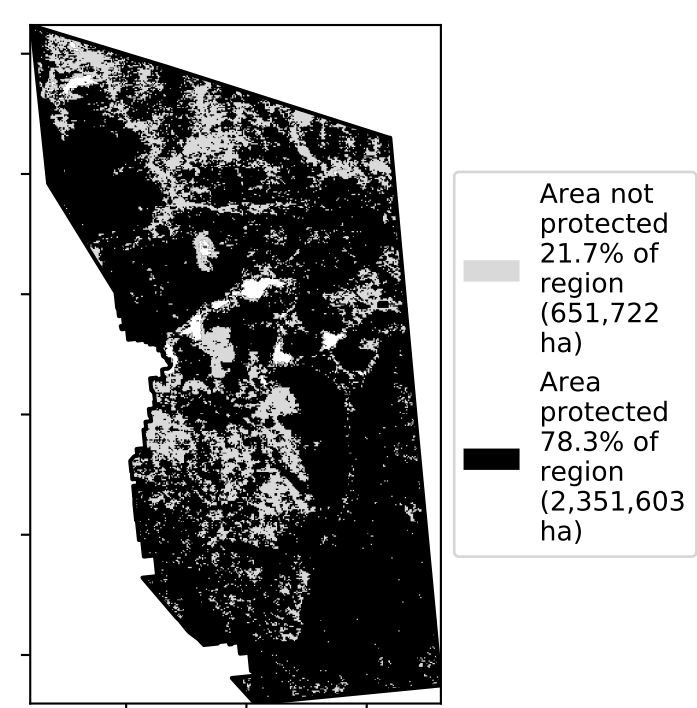 Area not
protected
21.7% of
region
(651,722
ha)
Area
protected
78.3% of
region
(2,351,603
ha)